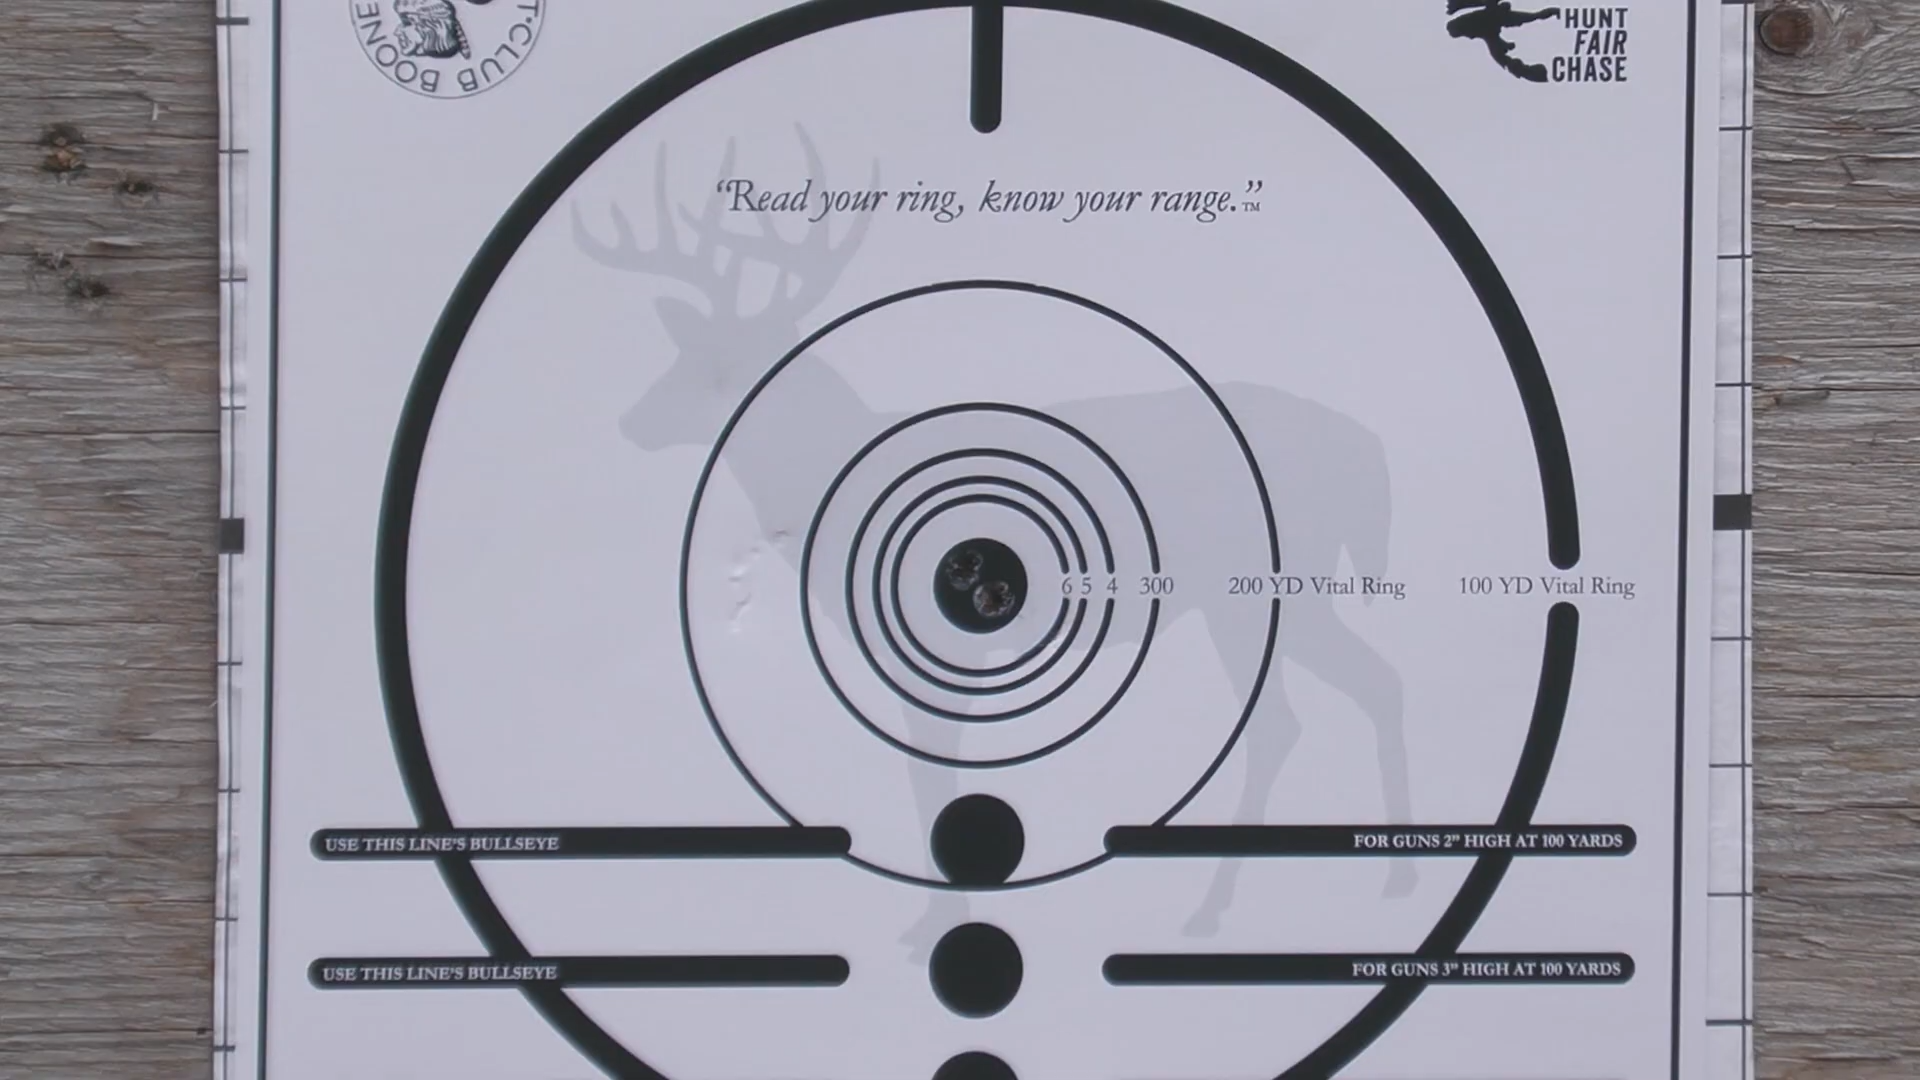 T·CLUB BOONE
HUNT
FAIR
CHASE
“Read your ring, know your range.”™
6 5 4 300 200 YD Vital Ring 100 YD Vital Ring
USE THIS LINE'S BULLSEYE FOR GUNS 2" HIGH AT 100 YARDS
USE THIS LINE'S BULLSEYE FOR GUNS 3" HIGH AT 100 YARDS